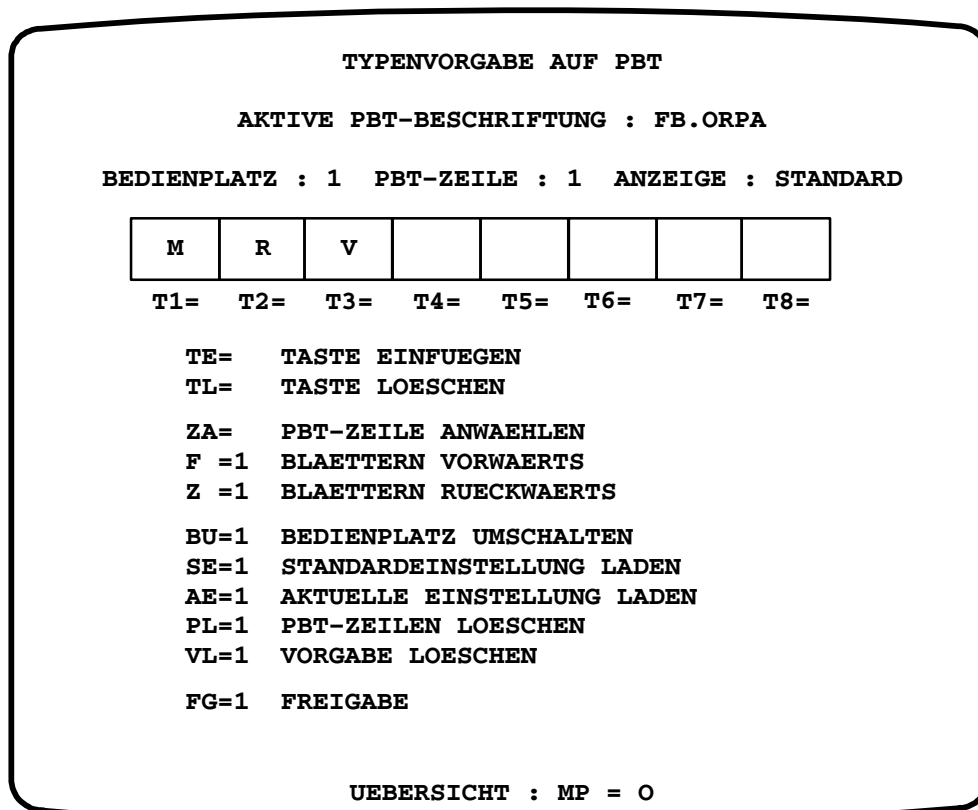 TYPENVORGABE AUF PBT
AKTIVE PBT-BESCHRIFTUNG : FB.ORPA
BEDIENPLATZ : 1 PBT-ZEILE : 1 ANZEIGE : STANDARD
M R V
T1= T2= T3= T4= T5= T6= T7= T8=
TE= TASTE EINFUEGEN
TL= TASTE LOESCHEN
ZA= PBT-ZEILE ANWAEHLEN
F =1 BLAETTERN VORWAERTS
Z =1 BLAETTERN RUECKWAERTS
BU=1 BEDIENPLATZ UMSCHALTEN
SE=1 STANDARDEINSTELLUNG LADEN
AE=1 AKTUELLE EINSTELLUNG LADEN
PL=1 PBT-ZEILEN LOESCHEN
VL=1 VORGABE LOESCHEN
FG=1 FREIGABE
UEBERSICHT : MP = O